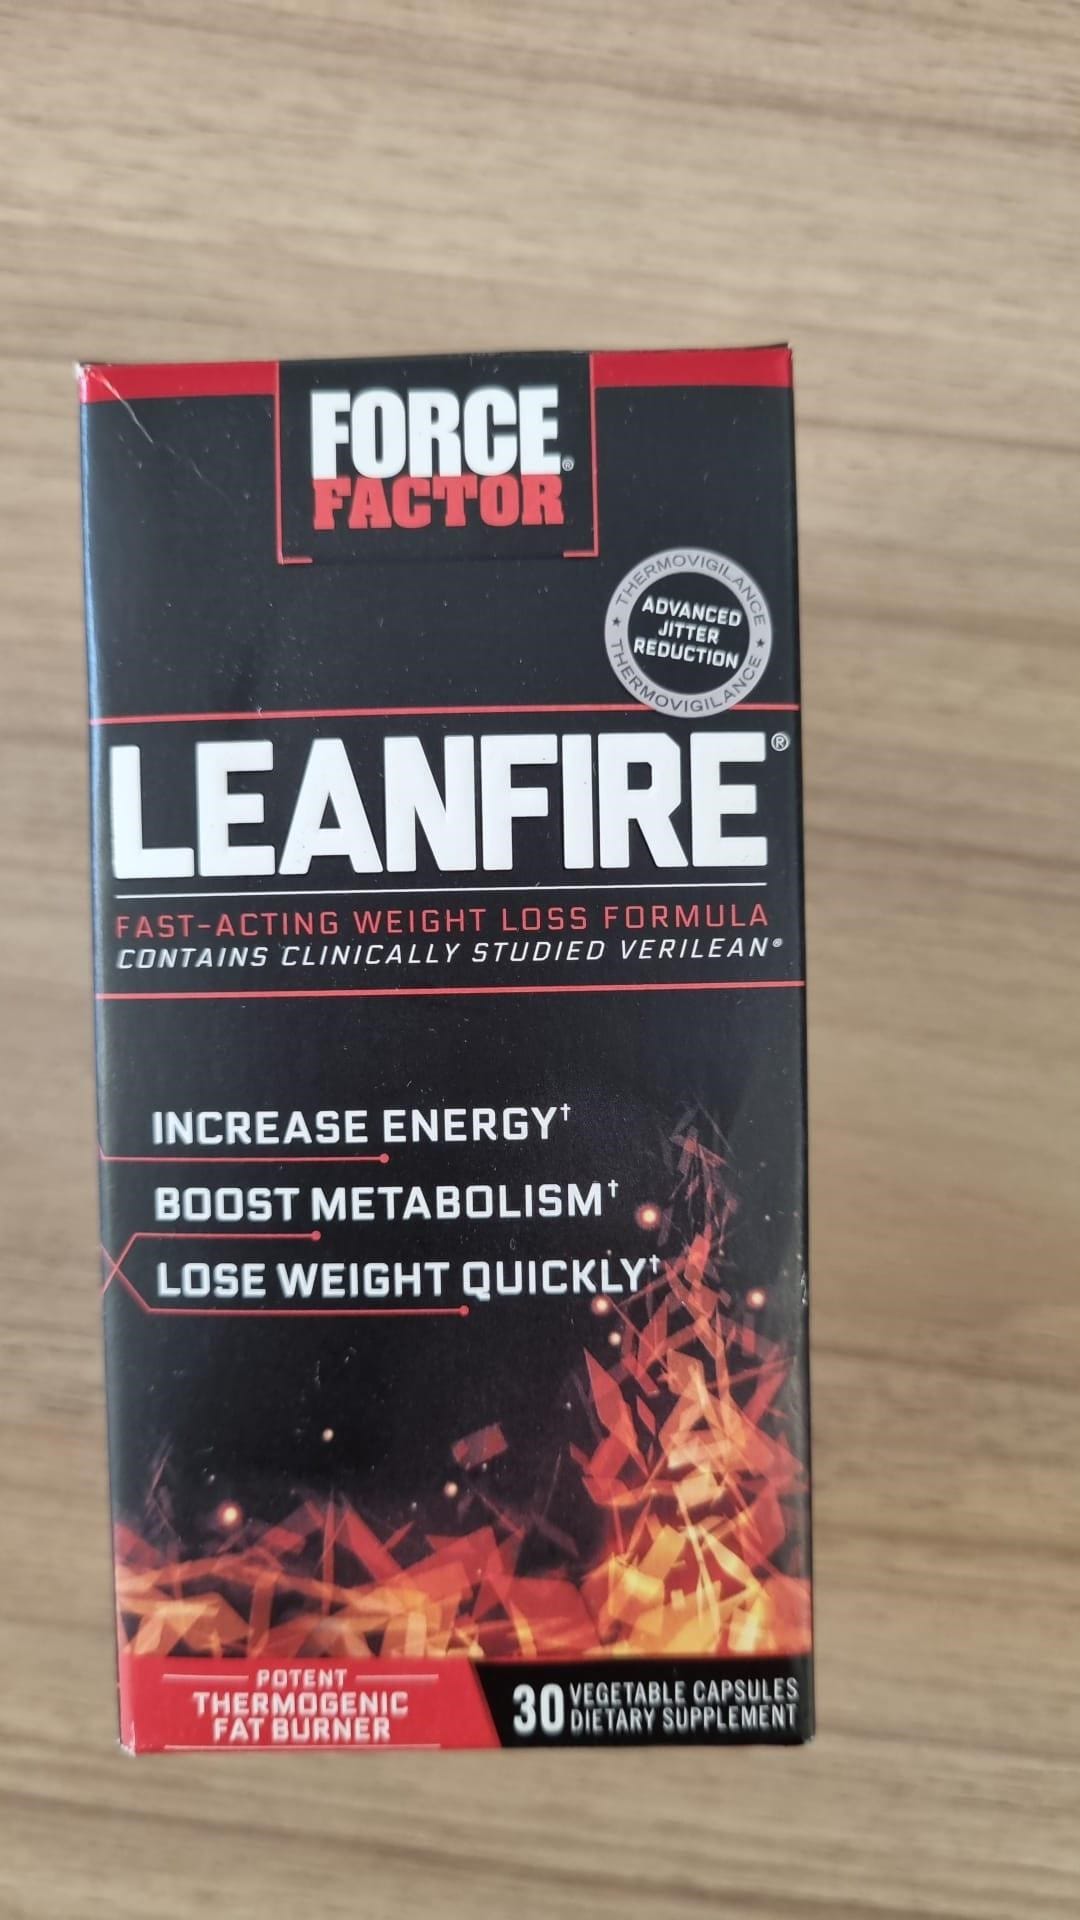 FORCE®
FACTOR
THERMOVIGILANCE
ADVANCED
JITTER
REDUCTION
THERMOVIGILANCE
LEANFIRE®
FAST-ACTING WEIGHT LOSS FORMULA
CONTAINS CLINICALLY STUDIED VERILEAN®
INCREASE ENERGY†
BOOST METABOLISM†
LOSE WEIGHT QUICKLY†
POTENT
THERMOGENIC
FAT BURNER
30 VEGETABLE CAPSULES
DIETARY SUPPLEMENT